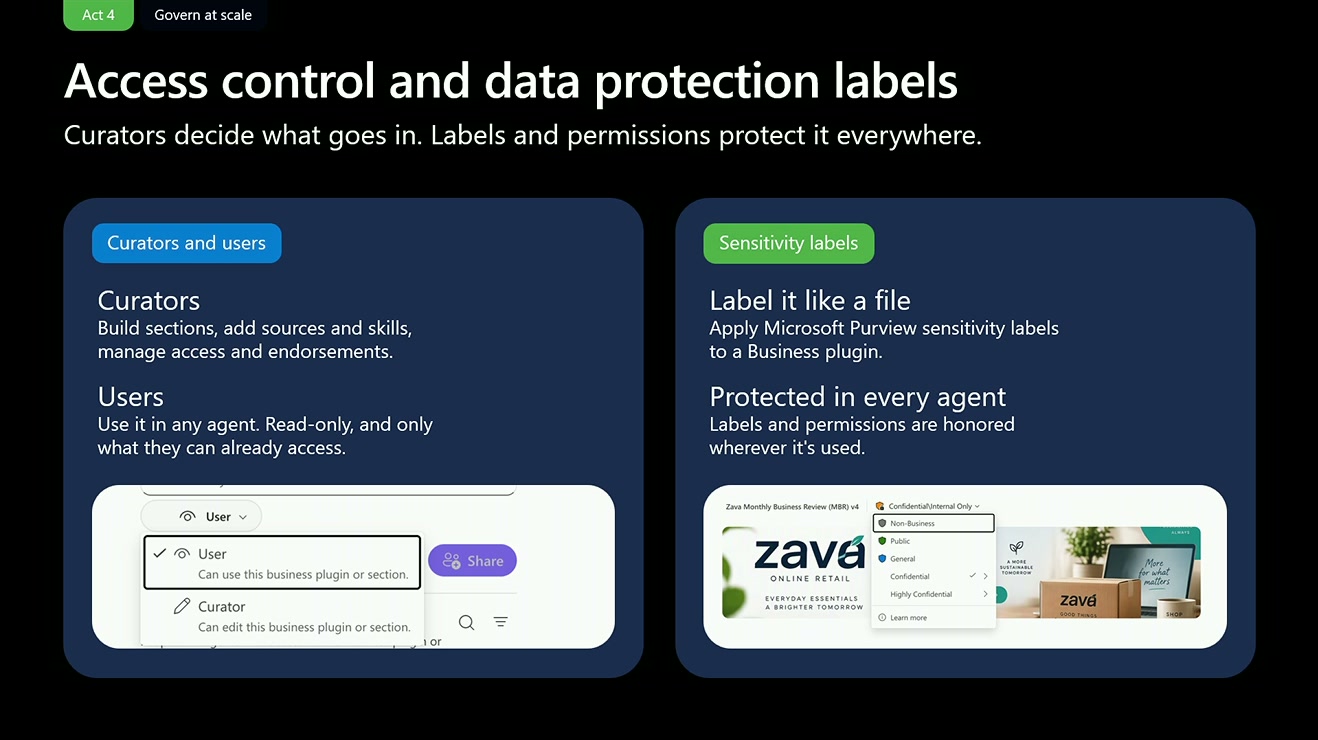 Act 4
Govern at scale
Access control and data protection labels
Curators decide what goes in. Labels and permissions protect it everywhere.
Curators and users
Curators
Build sections, add sources and skills,
manage access and endorsements.
Users
Use it in any agent. Read-only, and only
what they can already access.
User
User
Can use this business plugin or section.
Share
Curator
Can edit this business plugin or section.
or
Sensitivity labels
Label it like a file
Apply Microsoft Purview sensitivity labels
to a Business plugin.
Protected in every agent
Labels and permissions are honored
wherever it's used.
Zava Monthly Business Review (MBR) v4
Confidential\Internal Only
Non-Business
Public
General
Confidential
Highly Confidential
Learn more
zava
ONLINE RETAIL
EVERYDAY ESSENTIALS
A BRIGHTER TOMORROW
A MORE
SUSTAINABLE
TOMORROW
More
for what
matters
ALWAYS
zava
GOOD THINGS
SHOP